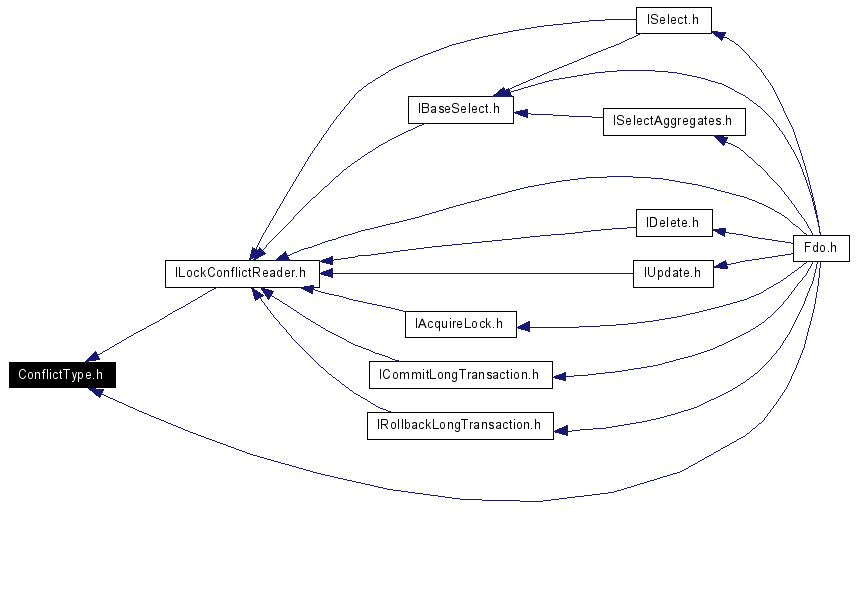 ISelect.h
IBaseSelect.h
ISelectAggregates.h
IDelete.h
Fdo.h
ILockConflictReader.h
IUpdate.h
IAcquireLock.h
ConflictType.h
ICommitLongTransaction.h
IRollbackLongTransaction.h